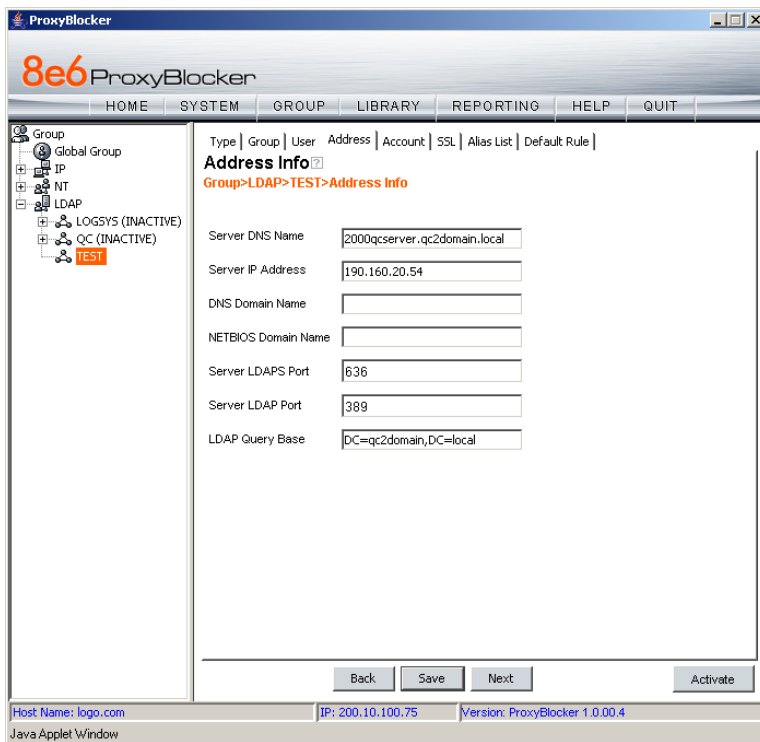 ProxyBlocker
8e6 ProxyBlocker
HOME SYSTEM GROUP LIBRARY REPORTING HELP QUIT
Group
Global Group
IP
NT
LDAP
LOGSYS (INACTIVE)
QC (INACTIVE)
TEST
Type | Group | User Address | Account | SSL | Alias List | Default Rule |
Address Info ?
Group>LDAP>TEST>Address Info
Server DNS Name 2000qcserver.qc2domain.local
Server IP Address 190.160.20.54
DNS Domain Name
NETBIOS Domain Name
Server LDAPS Port 636
Server LDAP Port 389
LDAP Query Base DC=qc2domain,DC=local
Back Save Next Activate
Host Name: logo.com IP: 200.10.100.75 Version: ProxyBlocker 1.0.00.4
Java Applet Window